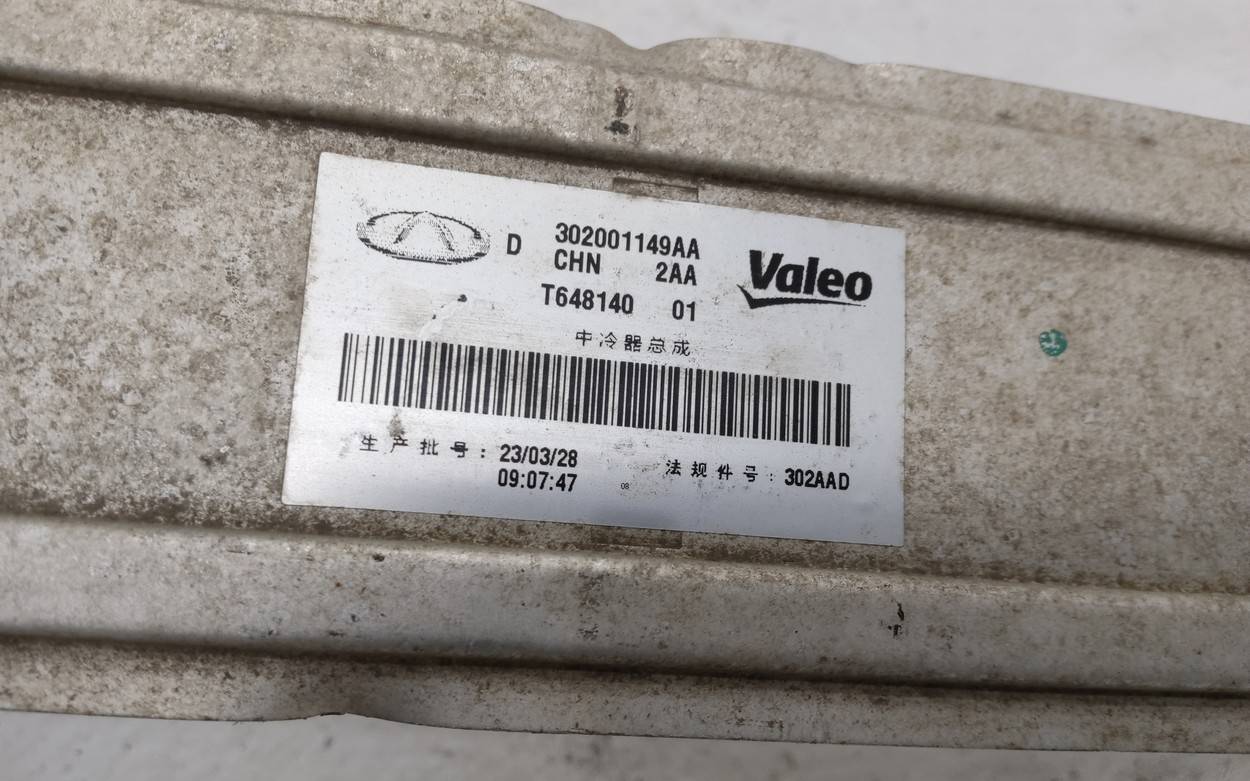 D 302001149AA
CHN 2AA
T648140 01
Valeo
中冷器总成
生产批号: 23/03/28
09:07:47
08
法规件号: 302AAD